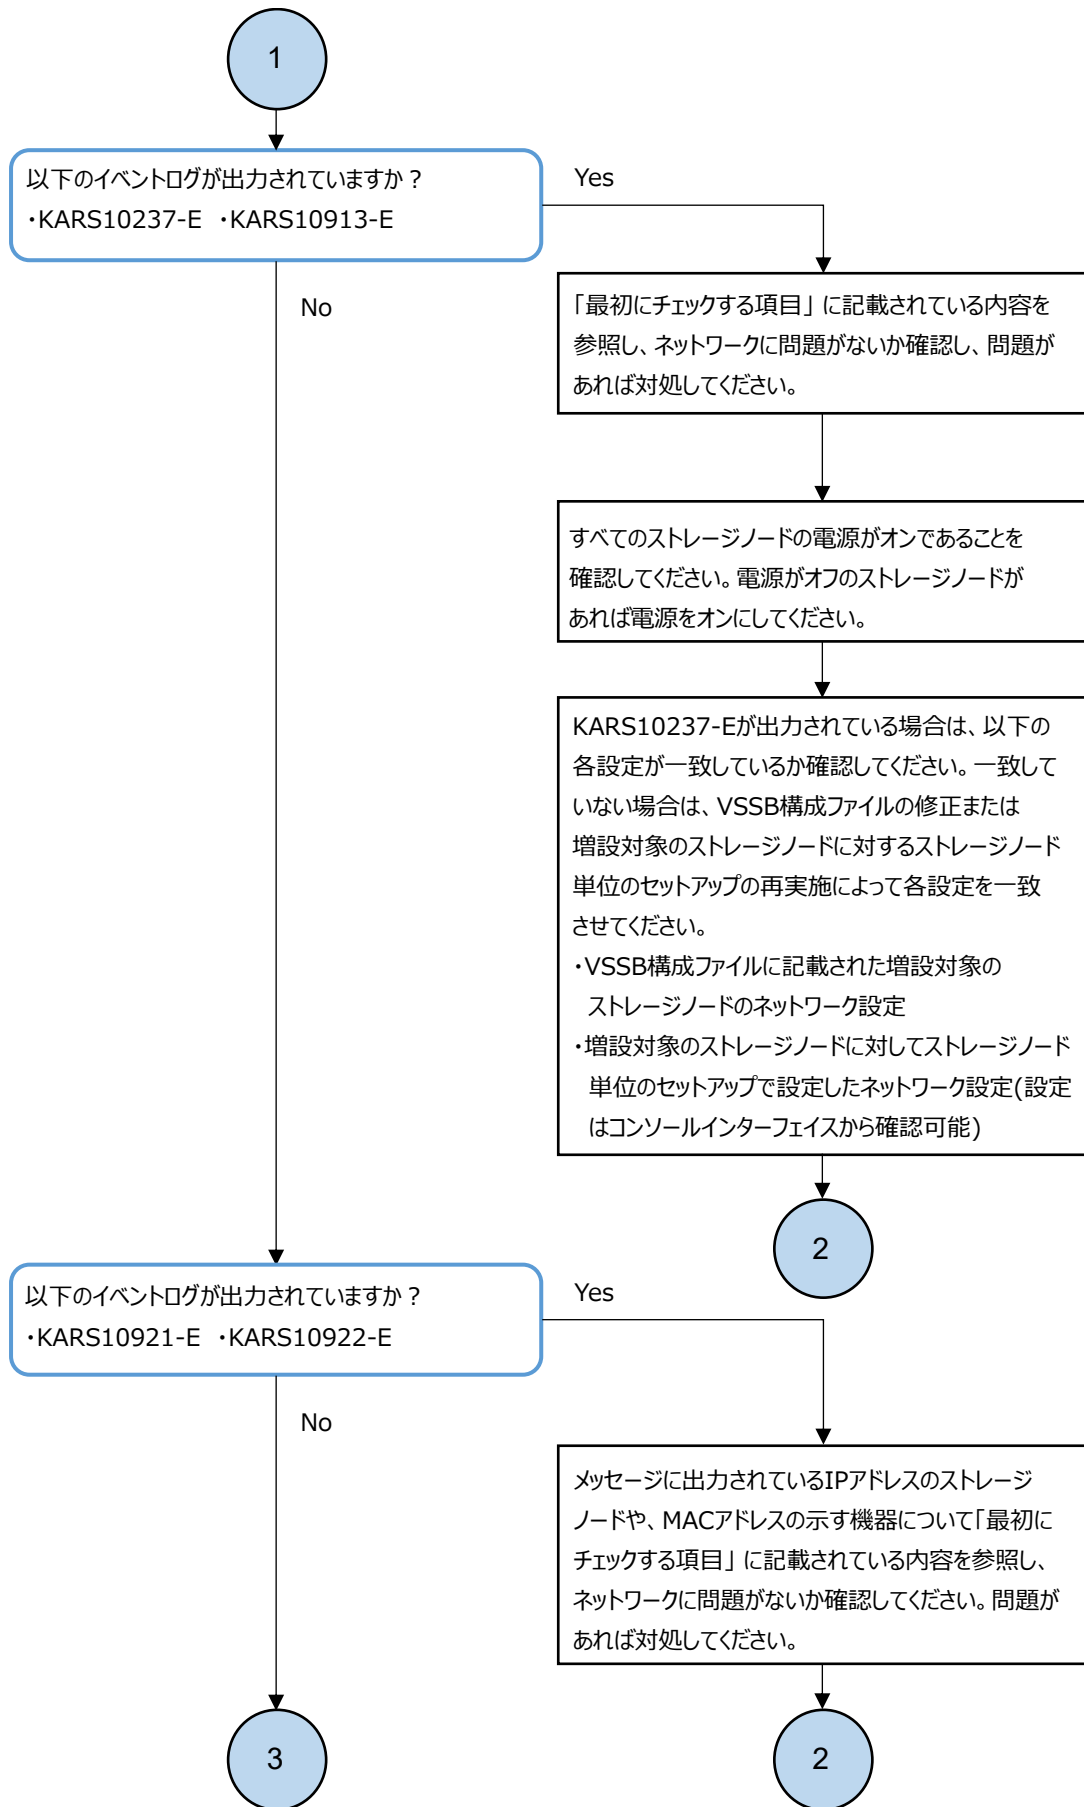 1
以下のイベントログが出力されていますか？
・KARS10237-E ・KARS10913-E
Yes
No
「最初にチェックする項目」に記載されている内容を
参照し、ネットワークに問題がないか確認し、問題が
あれば対処してください。
すべてのストレージノードの電源がオンであることを
確認してください。電源がオフのストレージノードが
あれば電源をオンにしてください。
KARS10237-Eが出力されている場合は、以下の
各設定が一致しているか確認してください。一致して
いない場合は、VSSB構成ファイルの修正または
増設対象のストレージノードに対するストレージノード
単位のセットアップの再実施によって各設定を一致
させてください。
・VSSB構成ファイルに記載された増設対象の
ストレージノードのネットワーク設定
・増設対象のストレージノードに対してストレージノード
単位のセットアップで設定したネットワーク設定(設定
はコンソールインターフェイスから確認可能)
2
以下のイベントログが出力されていますか？
・KARS10921-E ・KARS10922-E
Yes
No
メッセージに出力されているIPアドレスのストレージ
ノードや、MACアドレスの示す機器について「最初に
チェックする項目」に記載されている内容を参照し、
ネットワークに問題がないか確認してください。問題が
あれば対処してください。
3
2